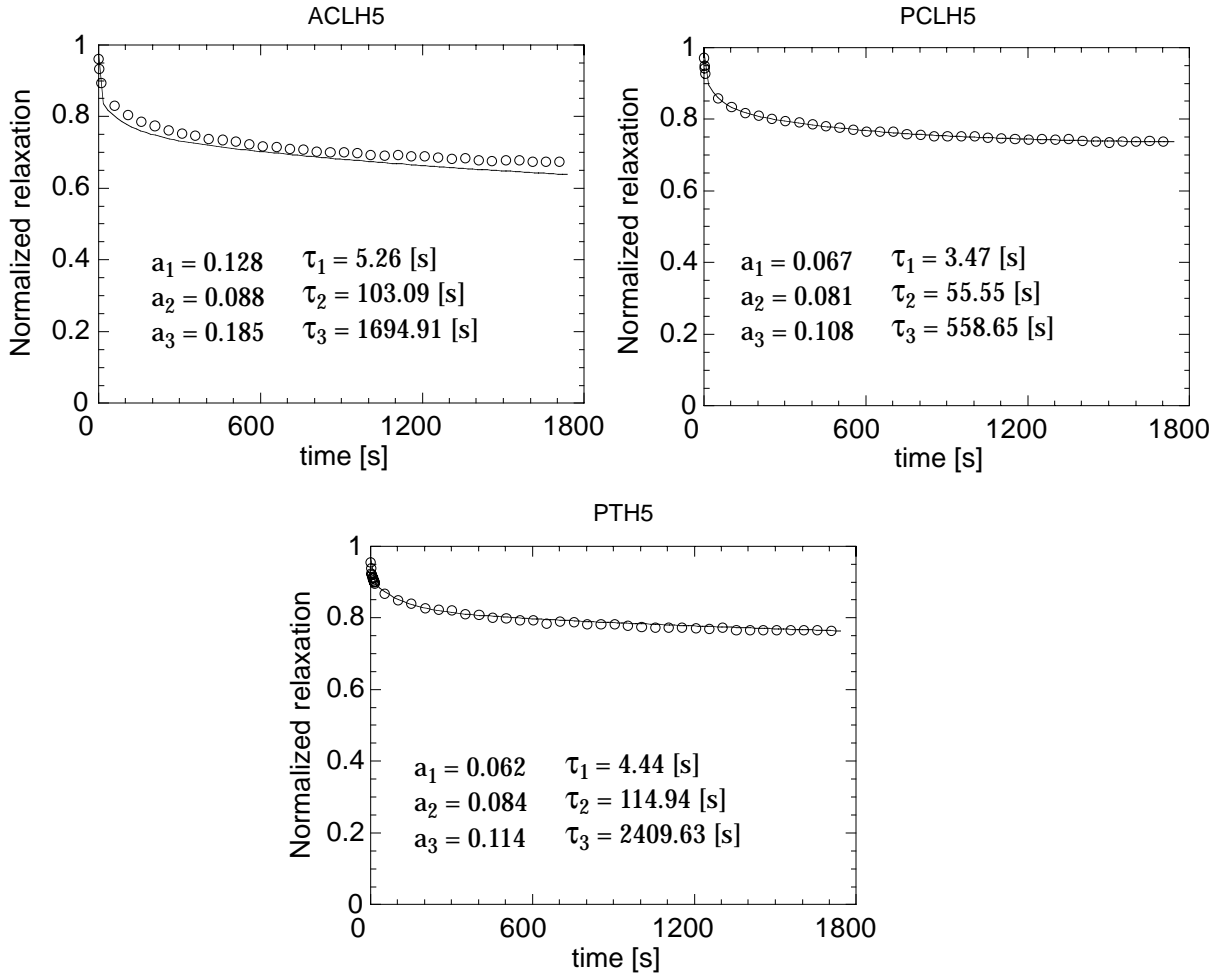 ACLH5
Normalized relaxation
1
0.8
0.6
0.4
0.2
0
a1 = 0.128 τ1 = 5.26 [s]
a2 = 0.088 τ2 = 103.09 [s]
a3 = 0.185 τ3 = 1694.91 [s]
0 600 1200 1800
time [s]
PCLH5
Normalized relaxation
1
0.8
0.6
0.4
0.2
0
a1 = 0.067 τ1 = 3.47 [s]
a2 = 0.081 τ2 = 55.55 [s]
a3 = 0.108 τ3 = 558.65 [s]
0 600 1200 1800
time [s]
PTH5
Normalized relaxation
1
0.8
0.6
0.4
0.2
0
a1 = 0.062 τ1 = 4.44 [s]
a2 = 0.084 τ2 = 114.94 [s]
a3 = 0.114 τ3 = 2409.63 [s]
0 600 1200 1800
time [s]